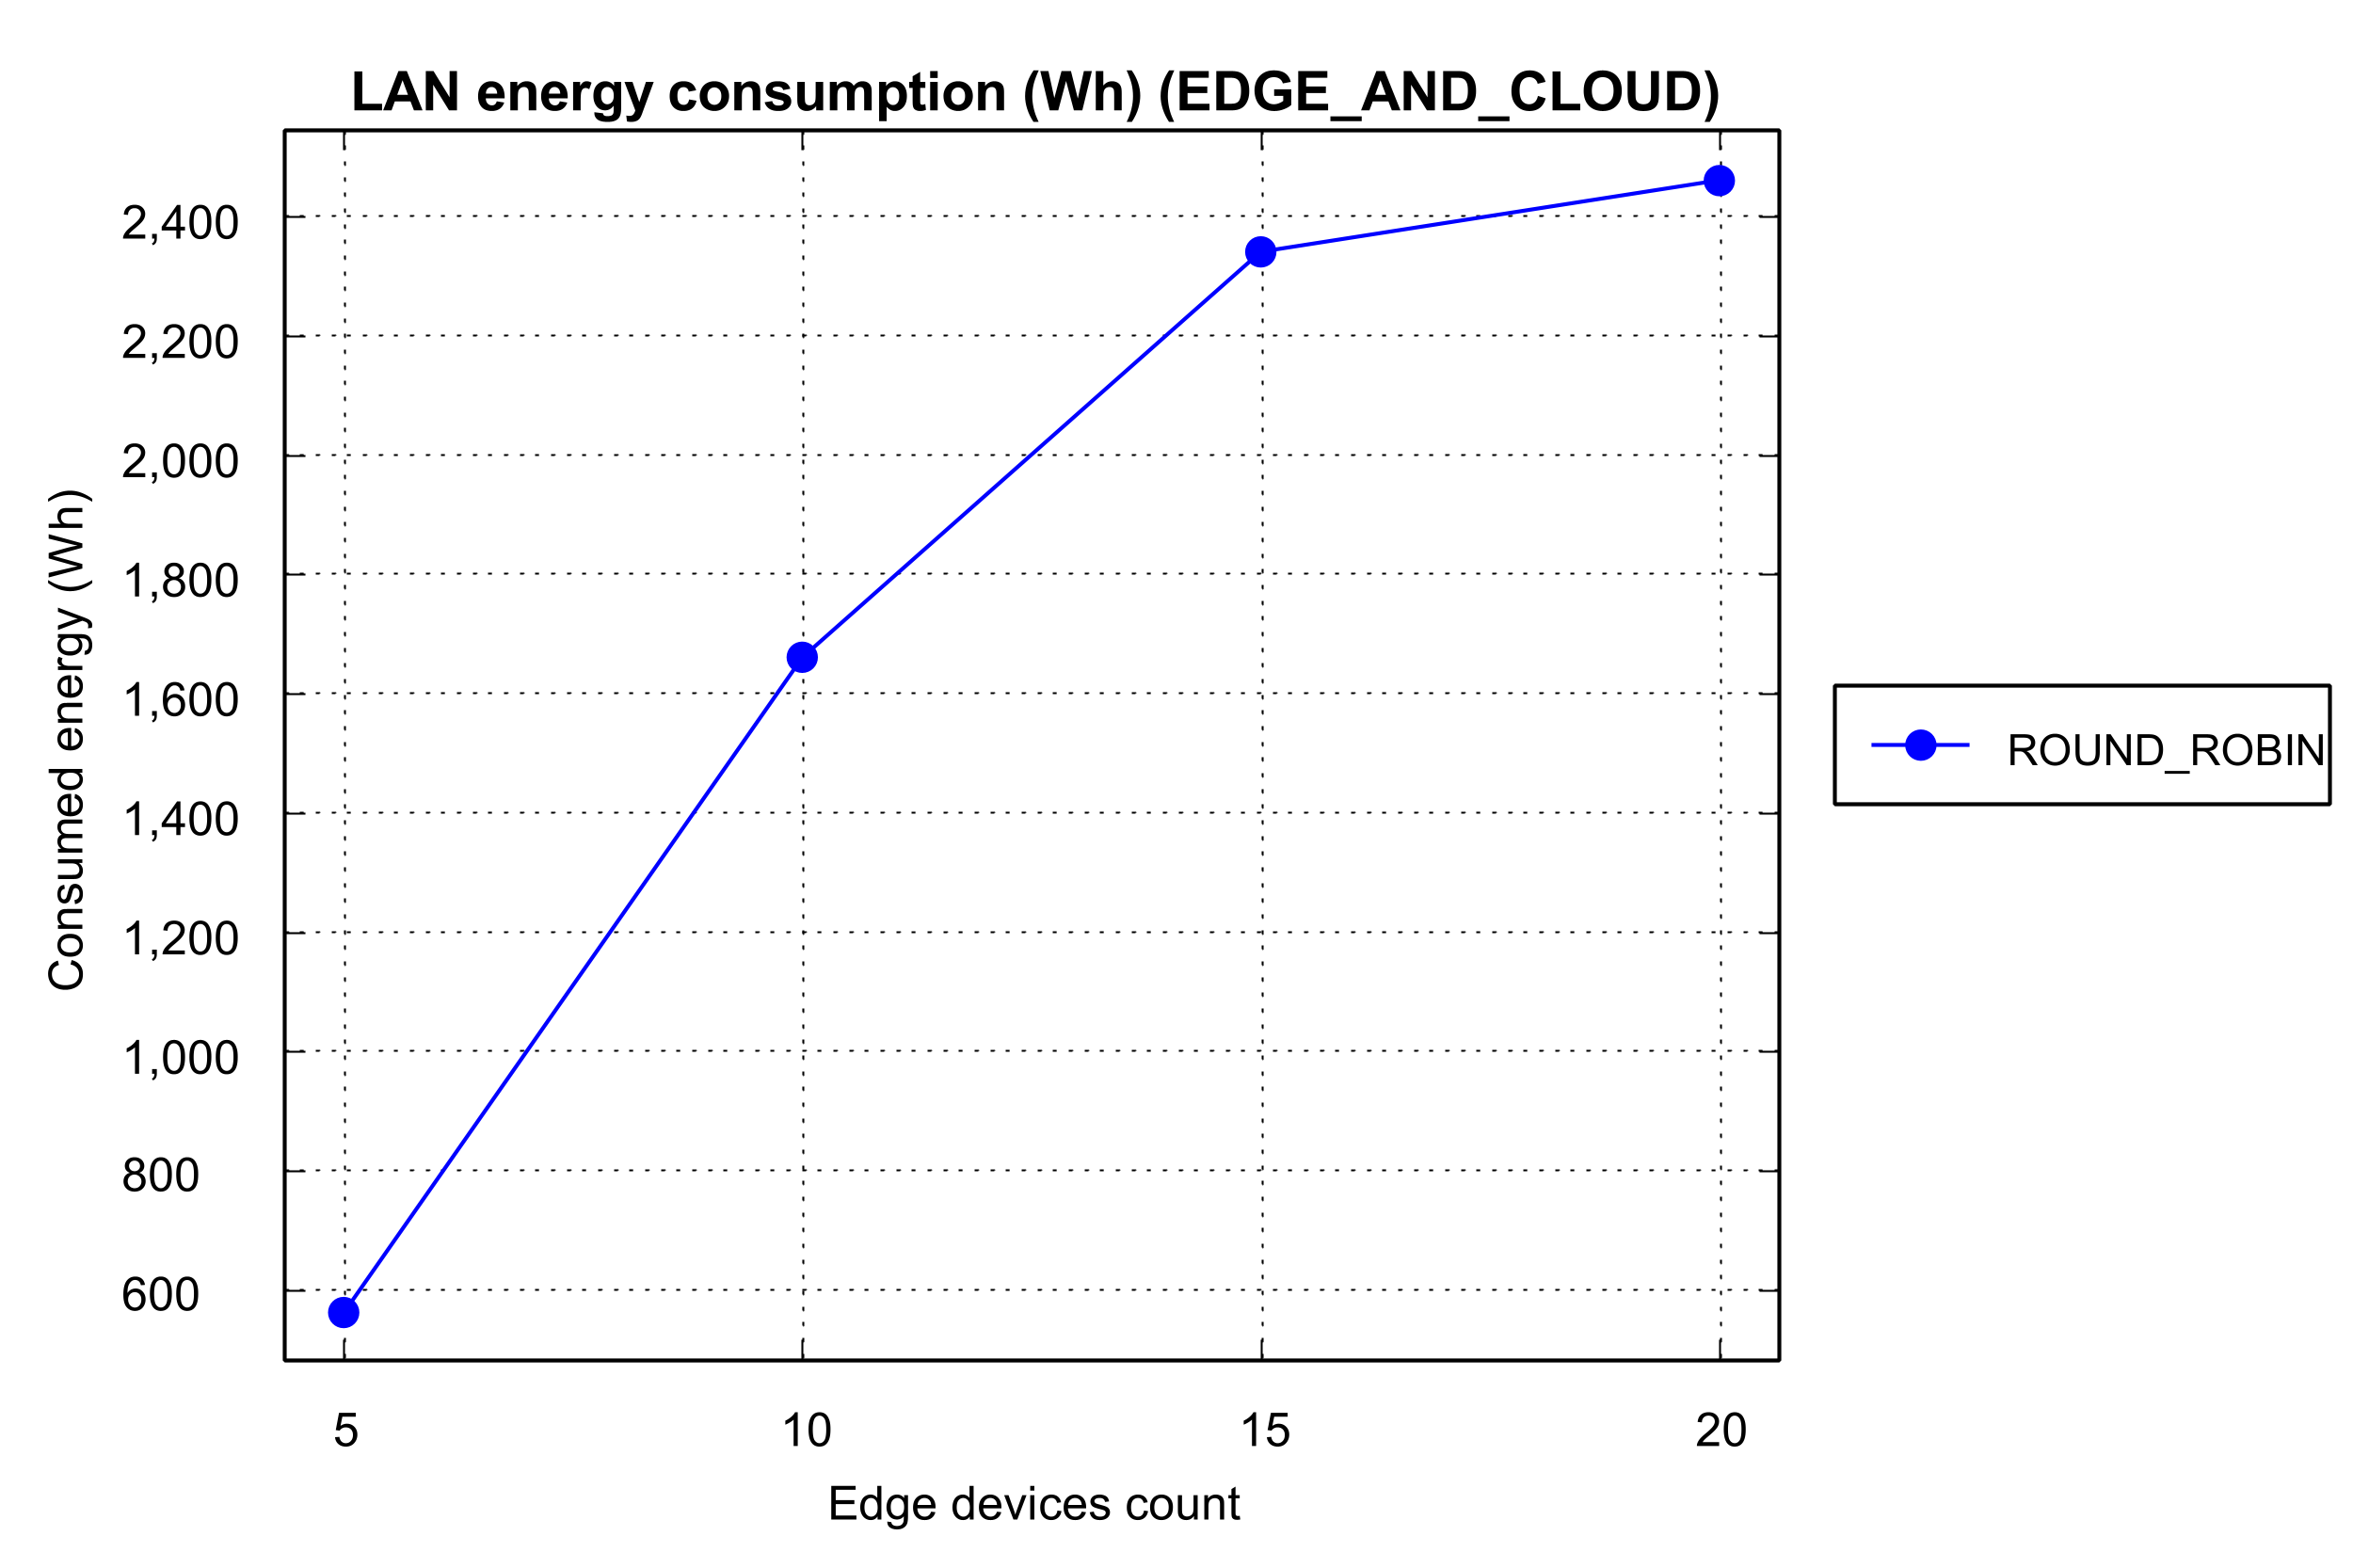 LAN energy consumption (Wh) (EDGE_AND_CLOUD)
2,400
2,200
2,000
1,800
1,600
1,400
1,200
1,000
800
600
Consumed energy (Wh)
ROUND_ROBIN
5 10 15 20
Edge devices count